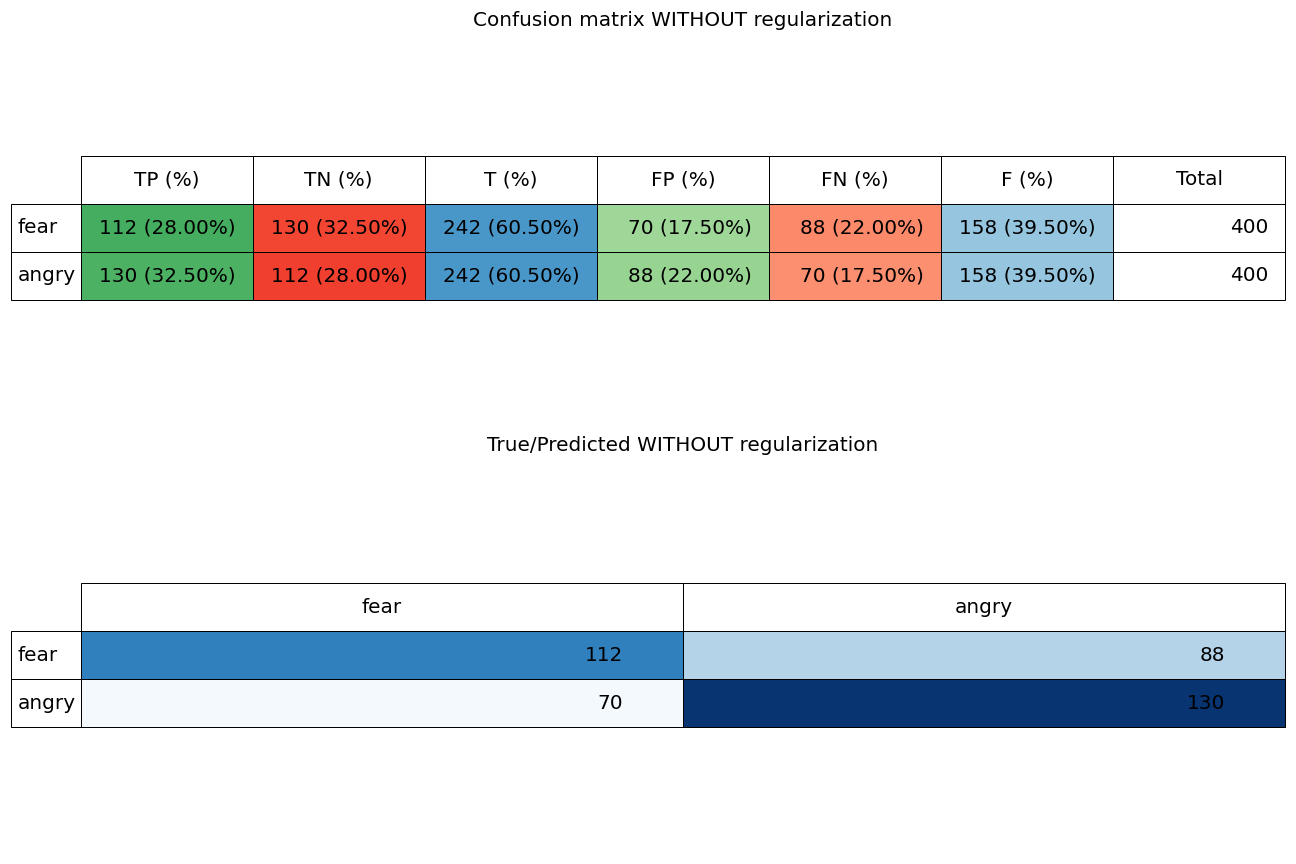 Confusion matrix WITHOUT regularization
TP (%) TN (%) T (%) FP (%) FN (%) F (%) Total
fear 112 (28.00%) 130 (32.50%) 242 (60.50%) 70 (17.50%) 88 (22.00%) 158 (39.50%) 400
angry 130 (32.50%) 112 (28.00%) 242 (60.50%) 88 (22.00%) 70 (17.50%) 158 (39.50%) 400
True/Predicted WITHOUT regularization
fear angry
fear 112 88
angry 70 130